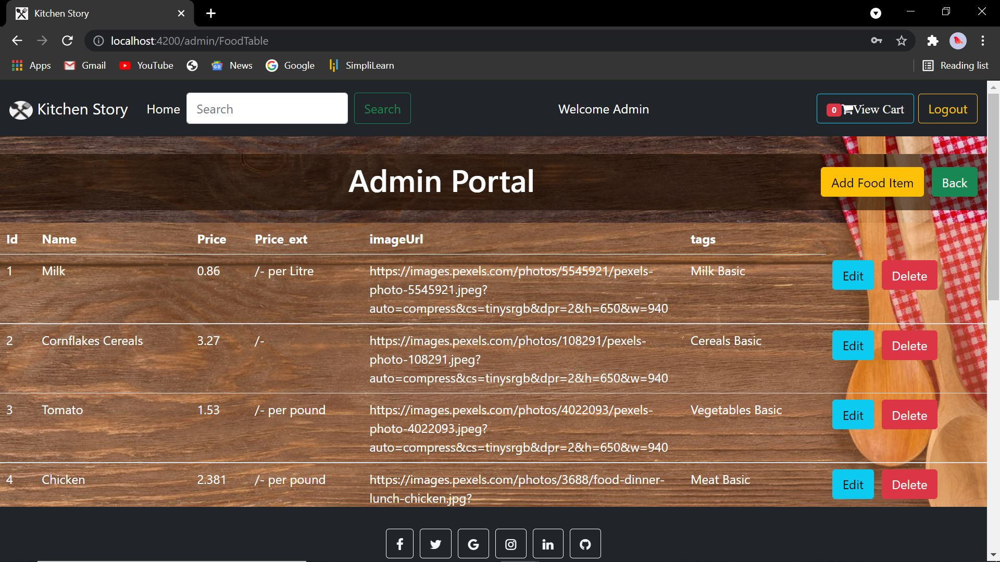 Kitchen Story
localhost:4200/admin/FoodTable
Apps Gmail YouTube News Google SimpliLearn Reading list
Kitchen Story Home Search Search Welcome Admin 0 View Cart Logout
Admin Portal Add Food Item Back
Id Name Price Price_ext imageUrl tags
1 Milk 0.86 /- per Litre https://images.pexels.com/photos/5545921/pexels- Milk Basic Edit Delete
photo-5545921.jpeg?
auto=compress&cs=tinysrgb&dpr=2&h=650&w=940
2 Cornflakes Cereals 3.27 /- https://images.pexels.com/photos/108291/pexels- Cereals Basic Edit Delete
photo-108291.jpeg?
auto=compress&cs=tinysrgb&dpr=2&h=650&w=940
3 Tomato 1.53 /- per pound https://images.pexels.com/photos/4022093/pexels- Vegetables Basic Edit Delete
photo-4022093.jpeg?
auto=compress&cs=tinysrgb&dpr=2&h=650&w=940
4 Chicken 2.381 /- per pound https://images.pexels.com/photos/3688/food-dinner- Meat Basic Edit Delete
lunch-chicken.jpg?